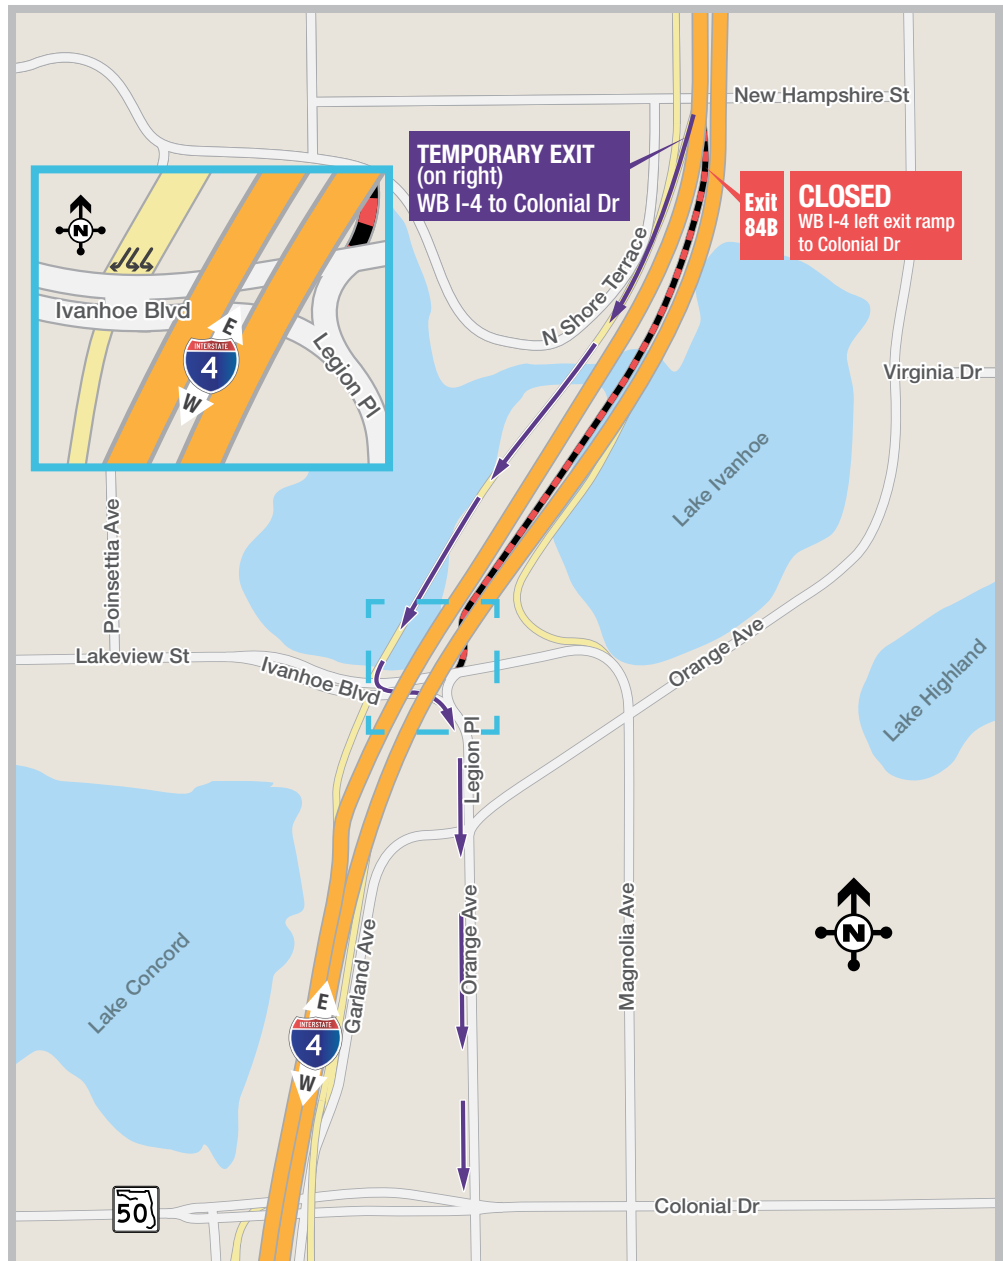 New Hampshire St
TEMPORARY EXIT
(on right)
WB I-4 to Colonial Dr
Exit
84B
CLOSED
WB I-4 left exit ramp
to Colonial Dr
N
Ivanhoe Blvd
E
INTERSTATE
4
W
Legion Pl
N Shore Terrace
Virginia Dr
Lake Ivanhoe
Poinsettia Ave
Lakeview St
Ivanhoe Blvd
Orange Ave
Lake Highland
Legion Pl
Lake Concord
Garland Ave
Orange Ave
Magnolia Ave
N
E
INTERSTATE
4
W
50
Colonial Dr